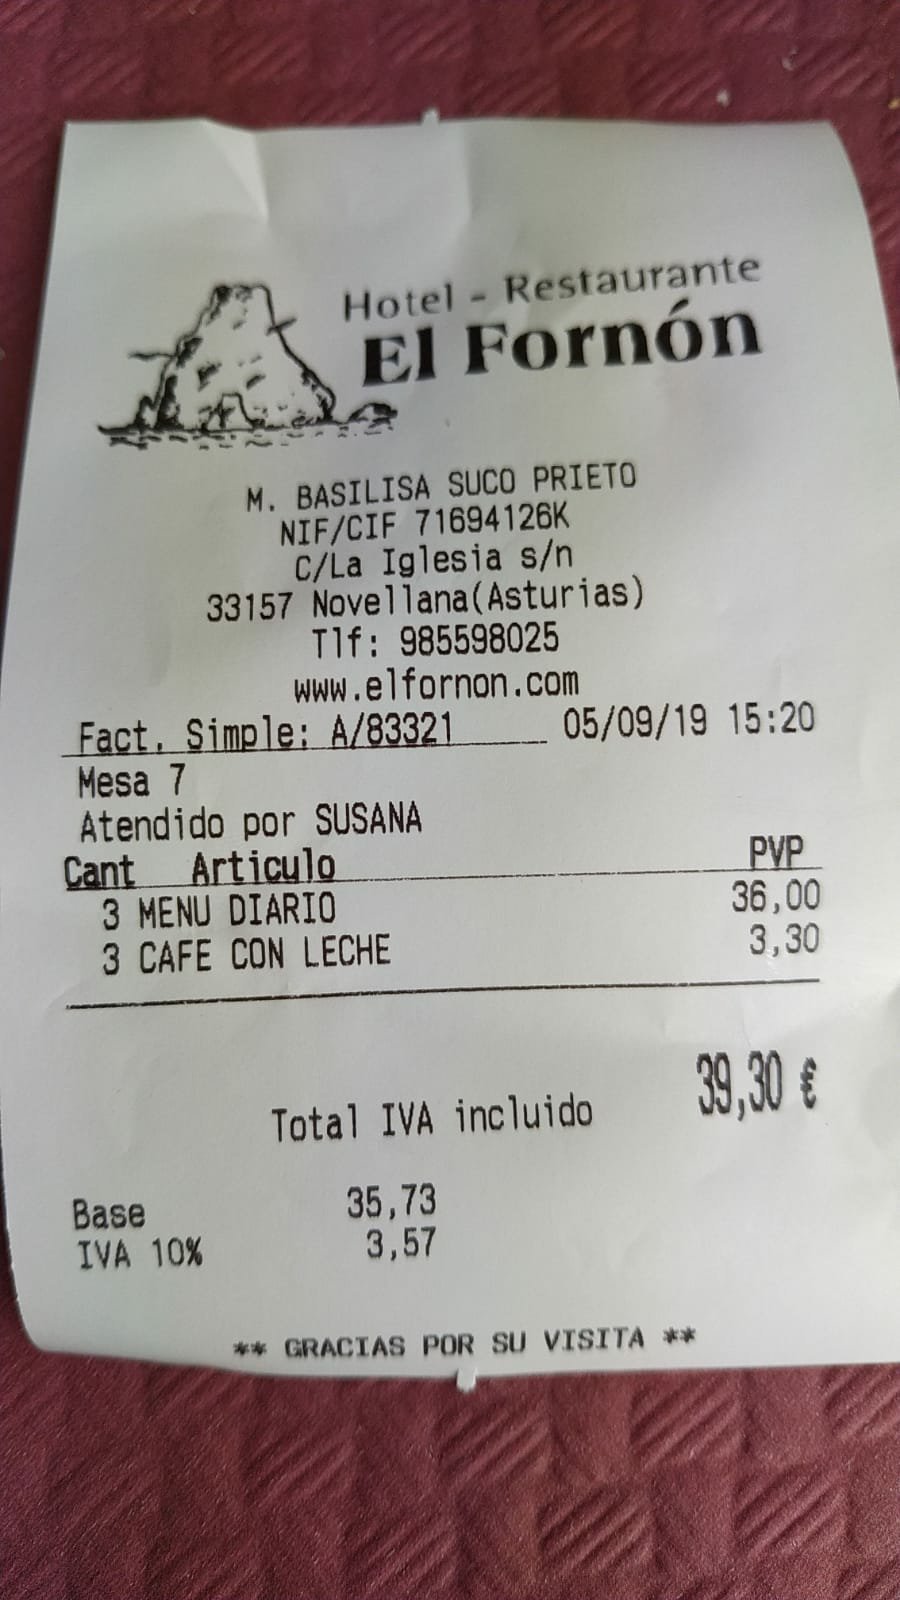 Hotel - Restaurante
El Fornón
M. BASILISA SUCO PRIETO
NIF/CIF 71694126K
C/La Iglesia s/n
33157 Novellana(Asturias)
Tlf: 985598025
www.elfornon.com
Fact. Simple: A/83321 05/09/19 15:20
Mesa 7
Atendido por SUSANA
Cant Articulo PVP
3 MENU DIARIO 36,00
3 CAFE CON LECHE 3,30
Total IVA incluido 39,30 €
Base 35,73
IVA 10% 3,57
** GRACIAS POR SU VISITA **